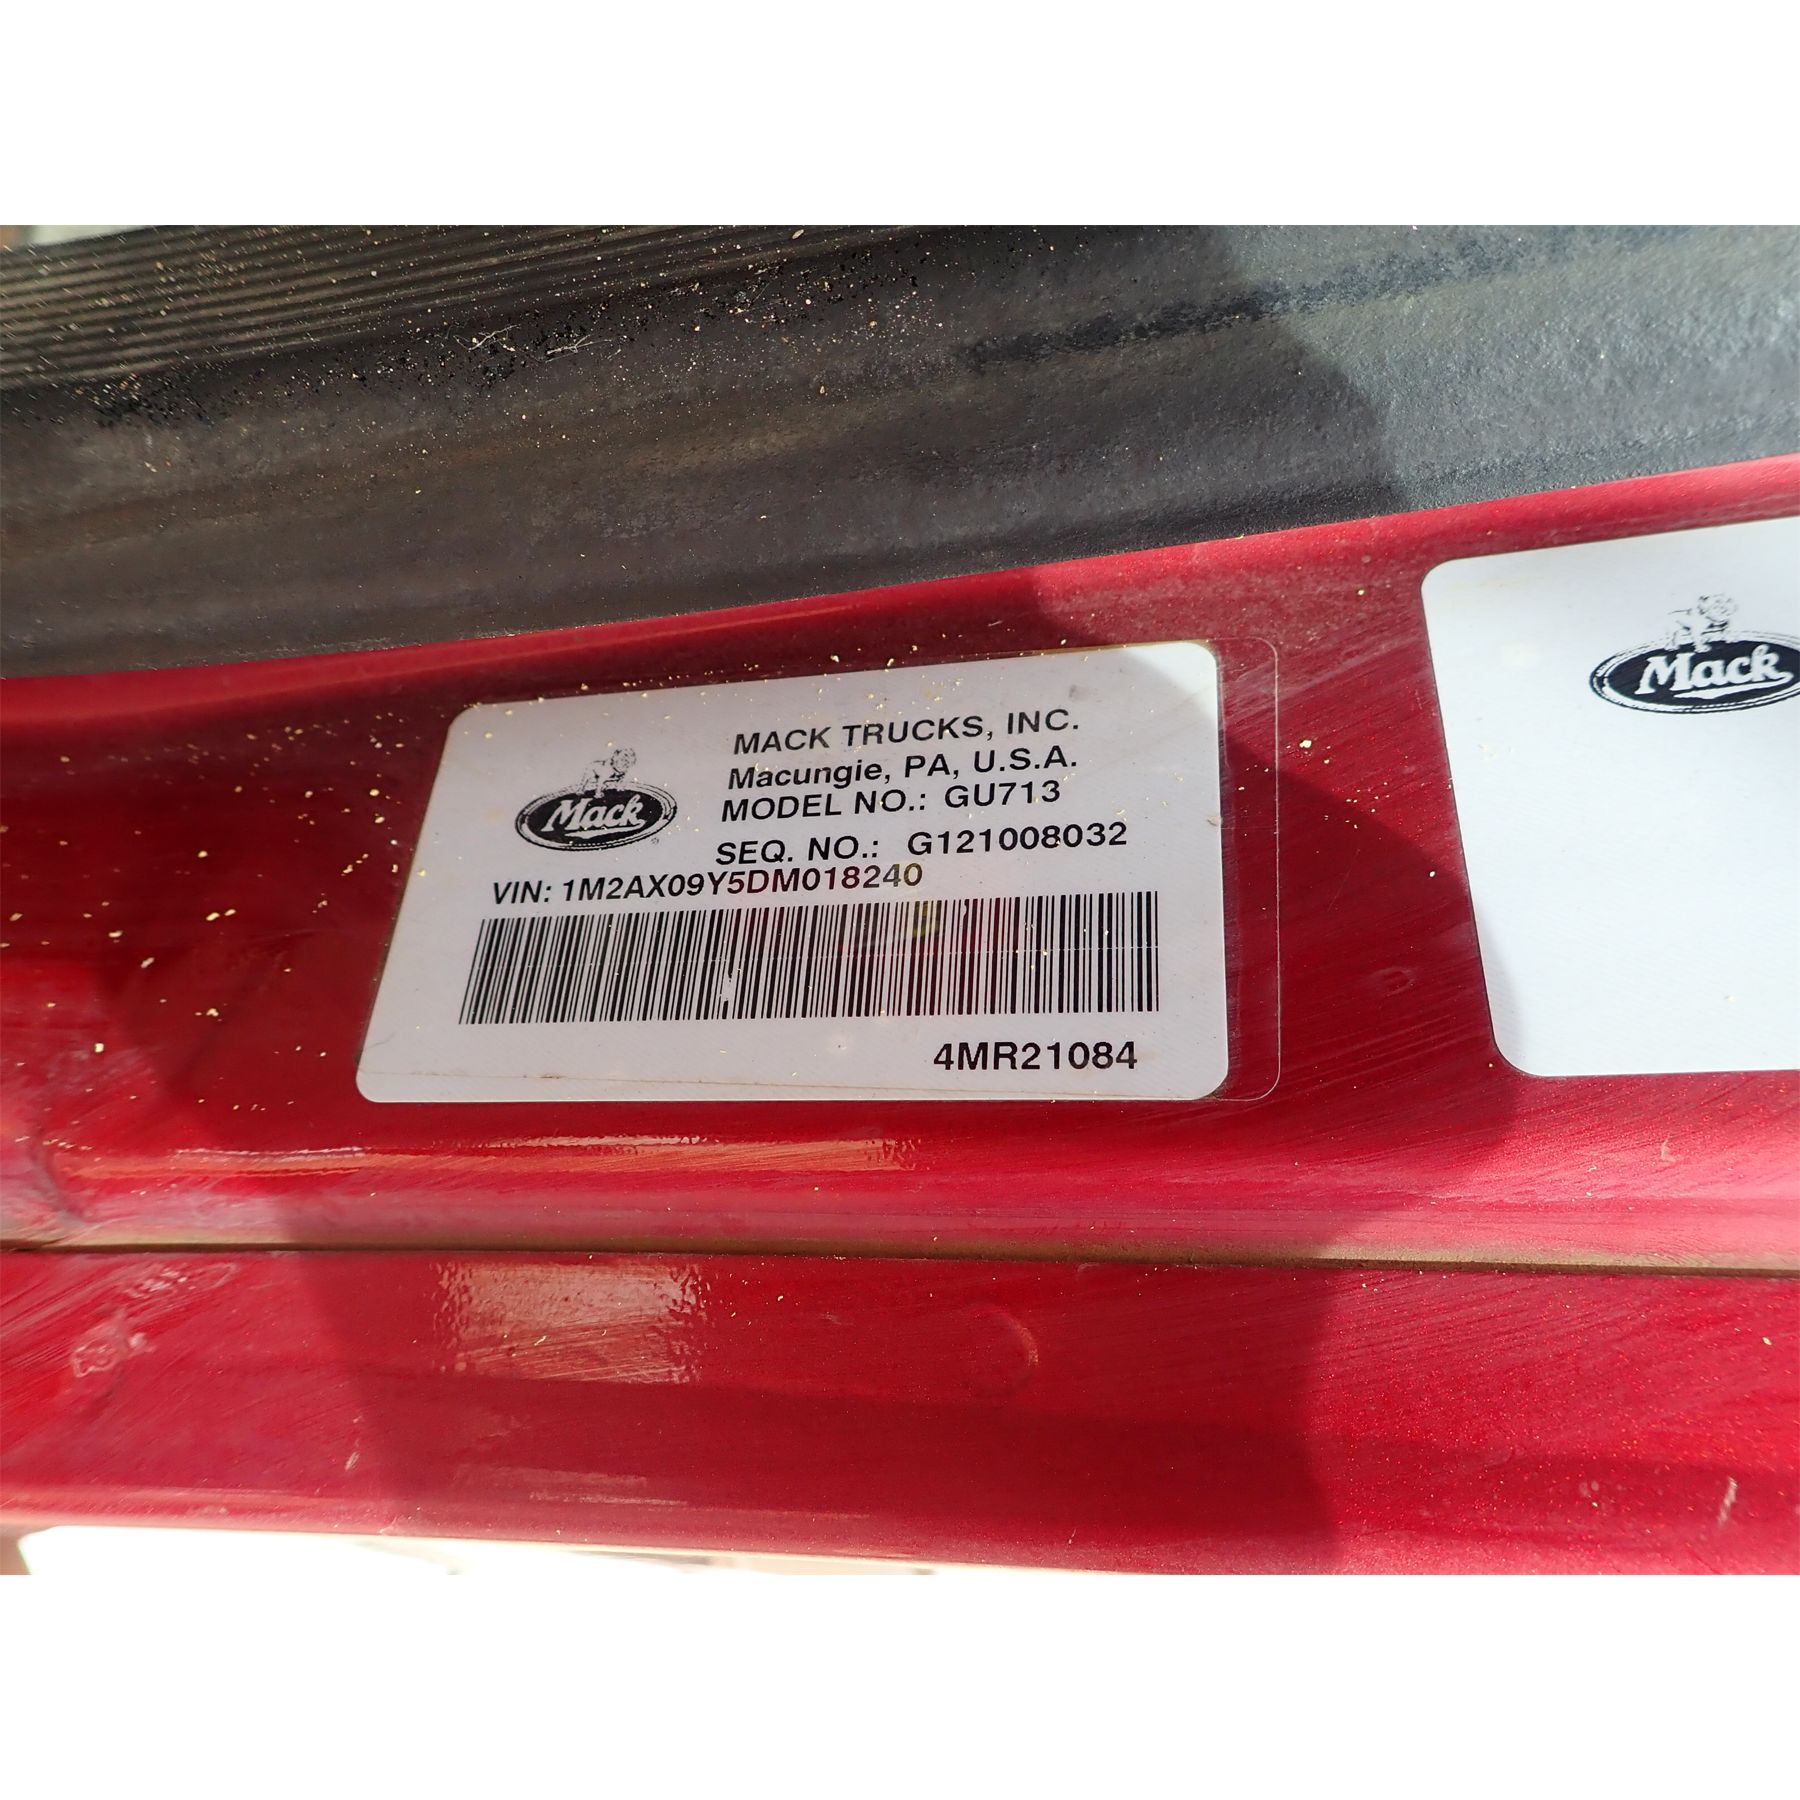 MACK TRUCKS, INC.
Macungie, PA, U.S.A.
MODEL NO.: GU713
SEQ. NO.: G121008032
VIN: 1M2AX09Y5DM018240
4MR21084
Mack
Mack